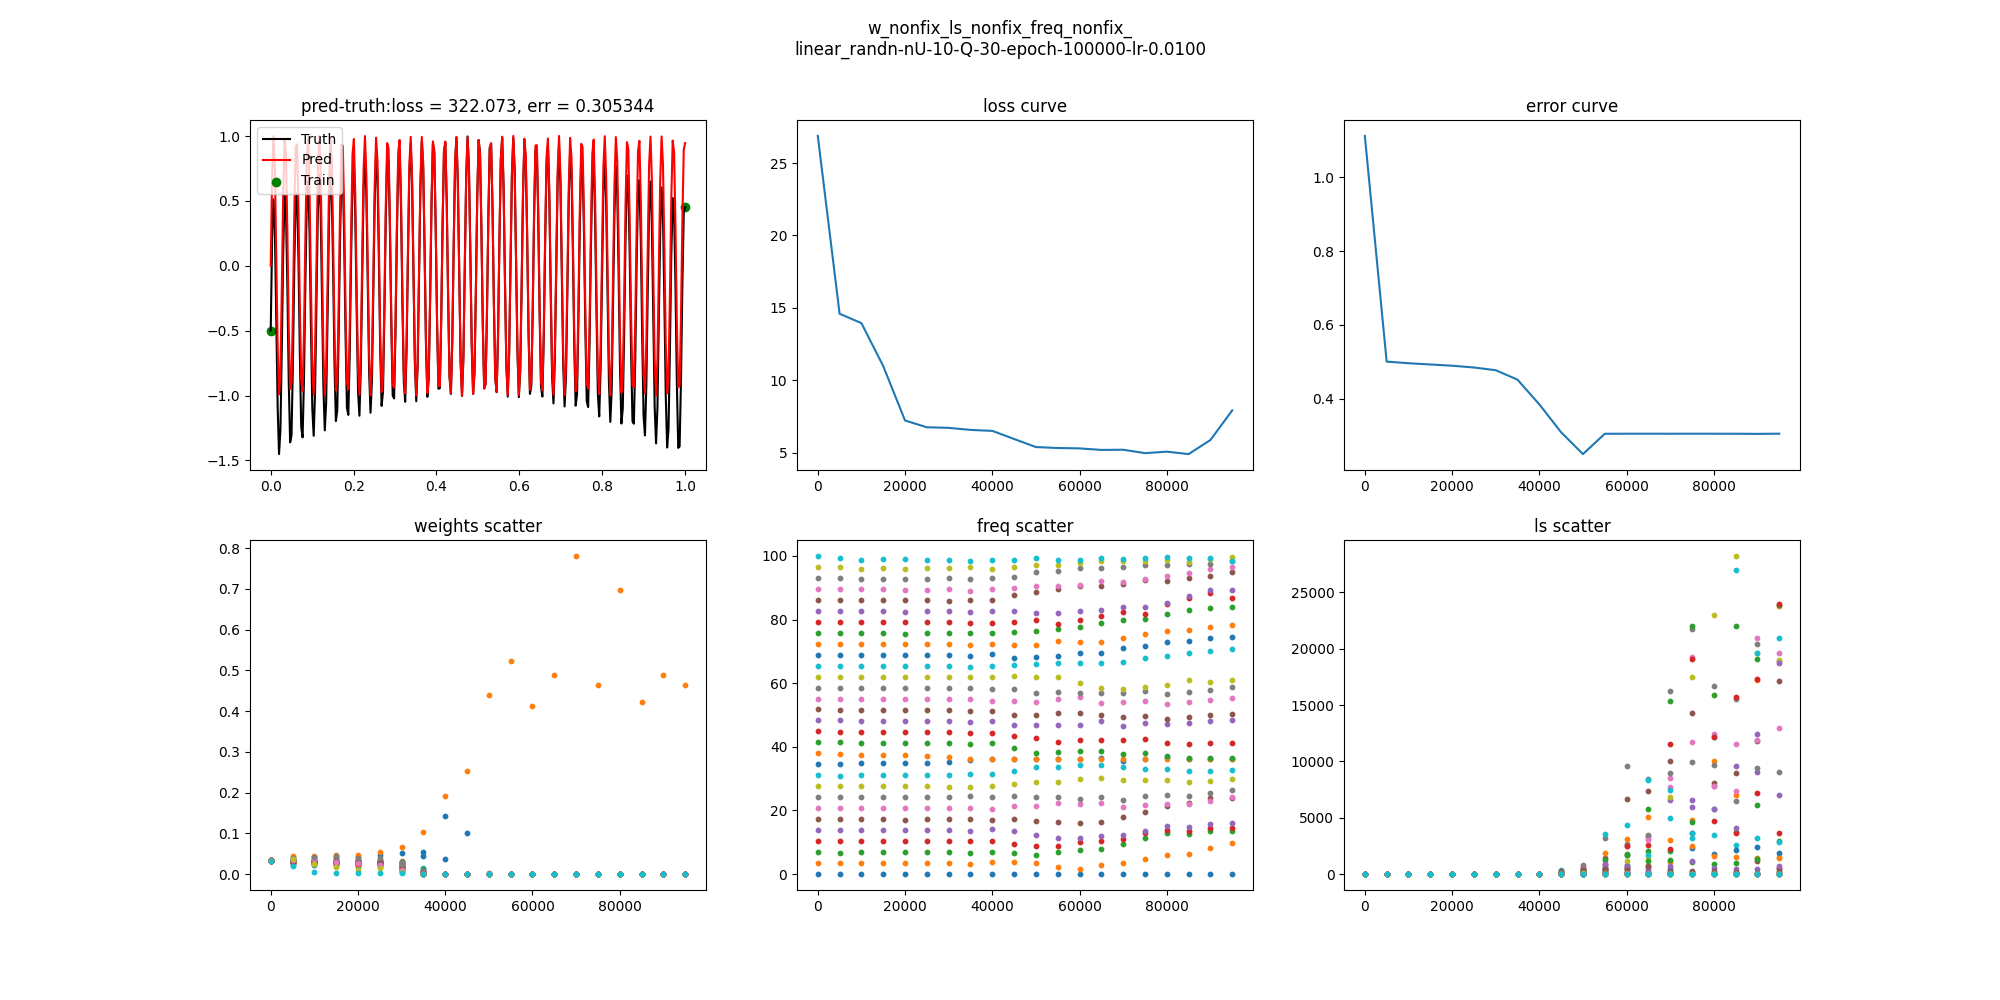 w_nonfix_ls_nonfix_freq_nonfix_
linear_randn-nU-10-Q-30-epoch-100000-lr-0.0100
pred-truth:loss = 322.073, err = 0.305344
loss curve
error curve
Truth
Pred
Train
1.0
0.5
0.0
−0.5
−1.0
−1.5
0.0 0.2 0.4 0.6 0.8 1.0
25
20
15
10
5
0 20000 40000 60000 80000
1.0
0.8
0.6
0.4
0 20000 40000 60000 80000
weights scatter
freq scatter
ls scatter
0.8
0.7
0.6
0.5
0.4
0.3
0.2
0.1
0.0
0 20000 40000 60000 80000
100
80
60
40
20
0
0 20000 40000 60000 80000
25000
20000
15000
10000
5000
0
0 20000 40000 60000 80000